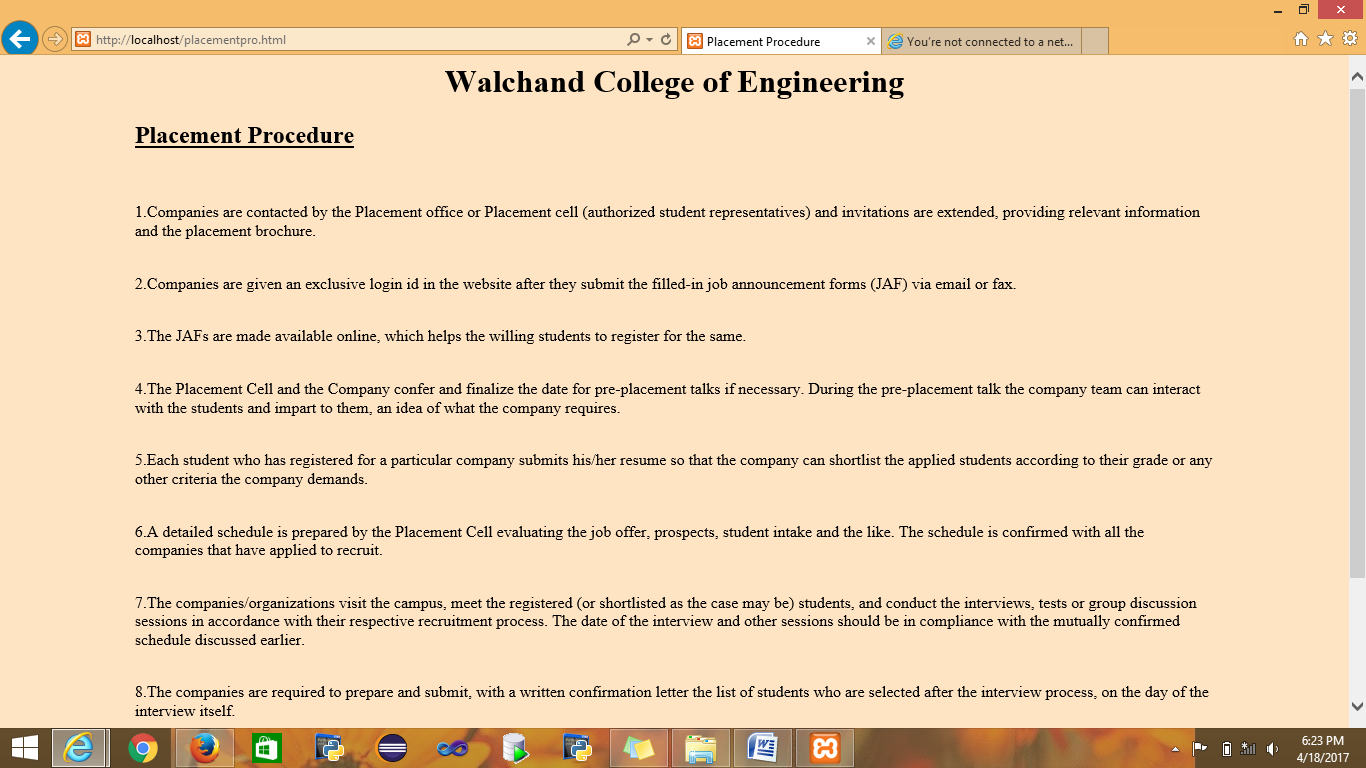 http://localhost/placementpro.html
Placement Procedure
You're not connected to a net...
Walchand College of Engineering
Placement Procedure
1.Companies are contacted by the Placement office or Placement cell (authorized student representatives) and invitations are extended, providing relevant information
and the placement brochure.
2.Companies are given an exclusive login id in the website after they submit the filled-in job announcement forms (JAF) via email or fax.
3.The JAFs are made available online, which helps the willing students to register for the same.
4.The Placement Cell and the Company confer and finalize the date for pre-placement talks if necessary. During the pre-placement talk the company team can interact
with the students and impart to them, an idea of what the company requires.
5.Each student who has registered for a particular company submits his/her resume so that the company can shortlist the applied students according to their grade or any
other criteria the company demands.
6.A detailed schedule is prepared by the Placement Cell evaluating the job offer, prospects, student intake and the like. The schedule is confirmed with all the
companies that have applied to recruit.
7.The companies/organizations visit the campus, meet the registered (or shortlisted as the case may be) students, and conduct the interviews, tests or group discussion
sessions in accordance with their respective recruitment process. The date of the interview and other sessions should be in compliance with the mutually confirmed
schedule discussed earlier.
8.The companies are required to prepare and submit, with a written confirmation letter the list of students who are selected after the interview process, on the day of the
interview itself.
6:23 PM
4/18/2017